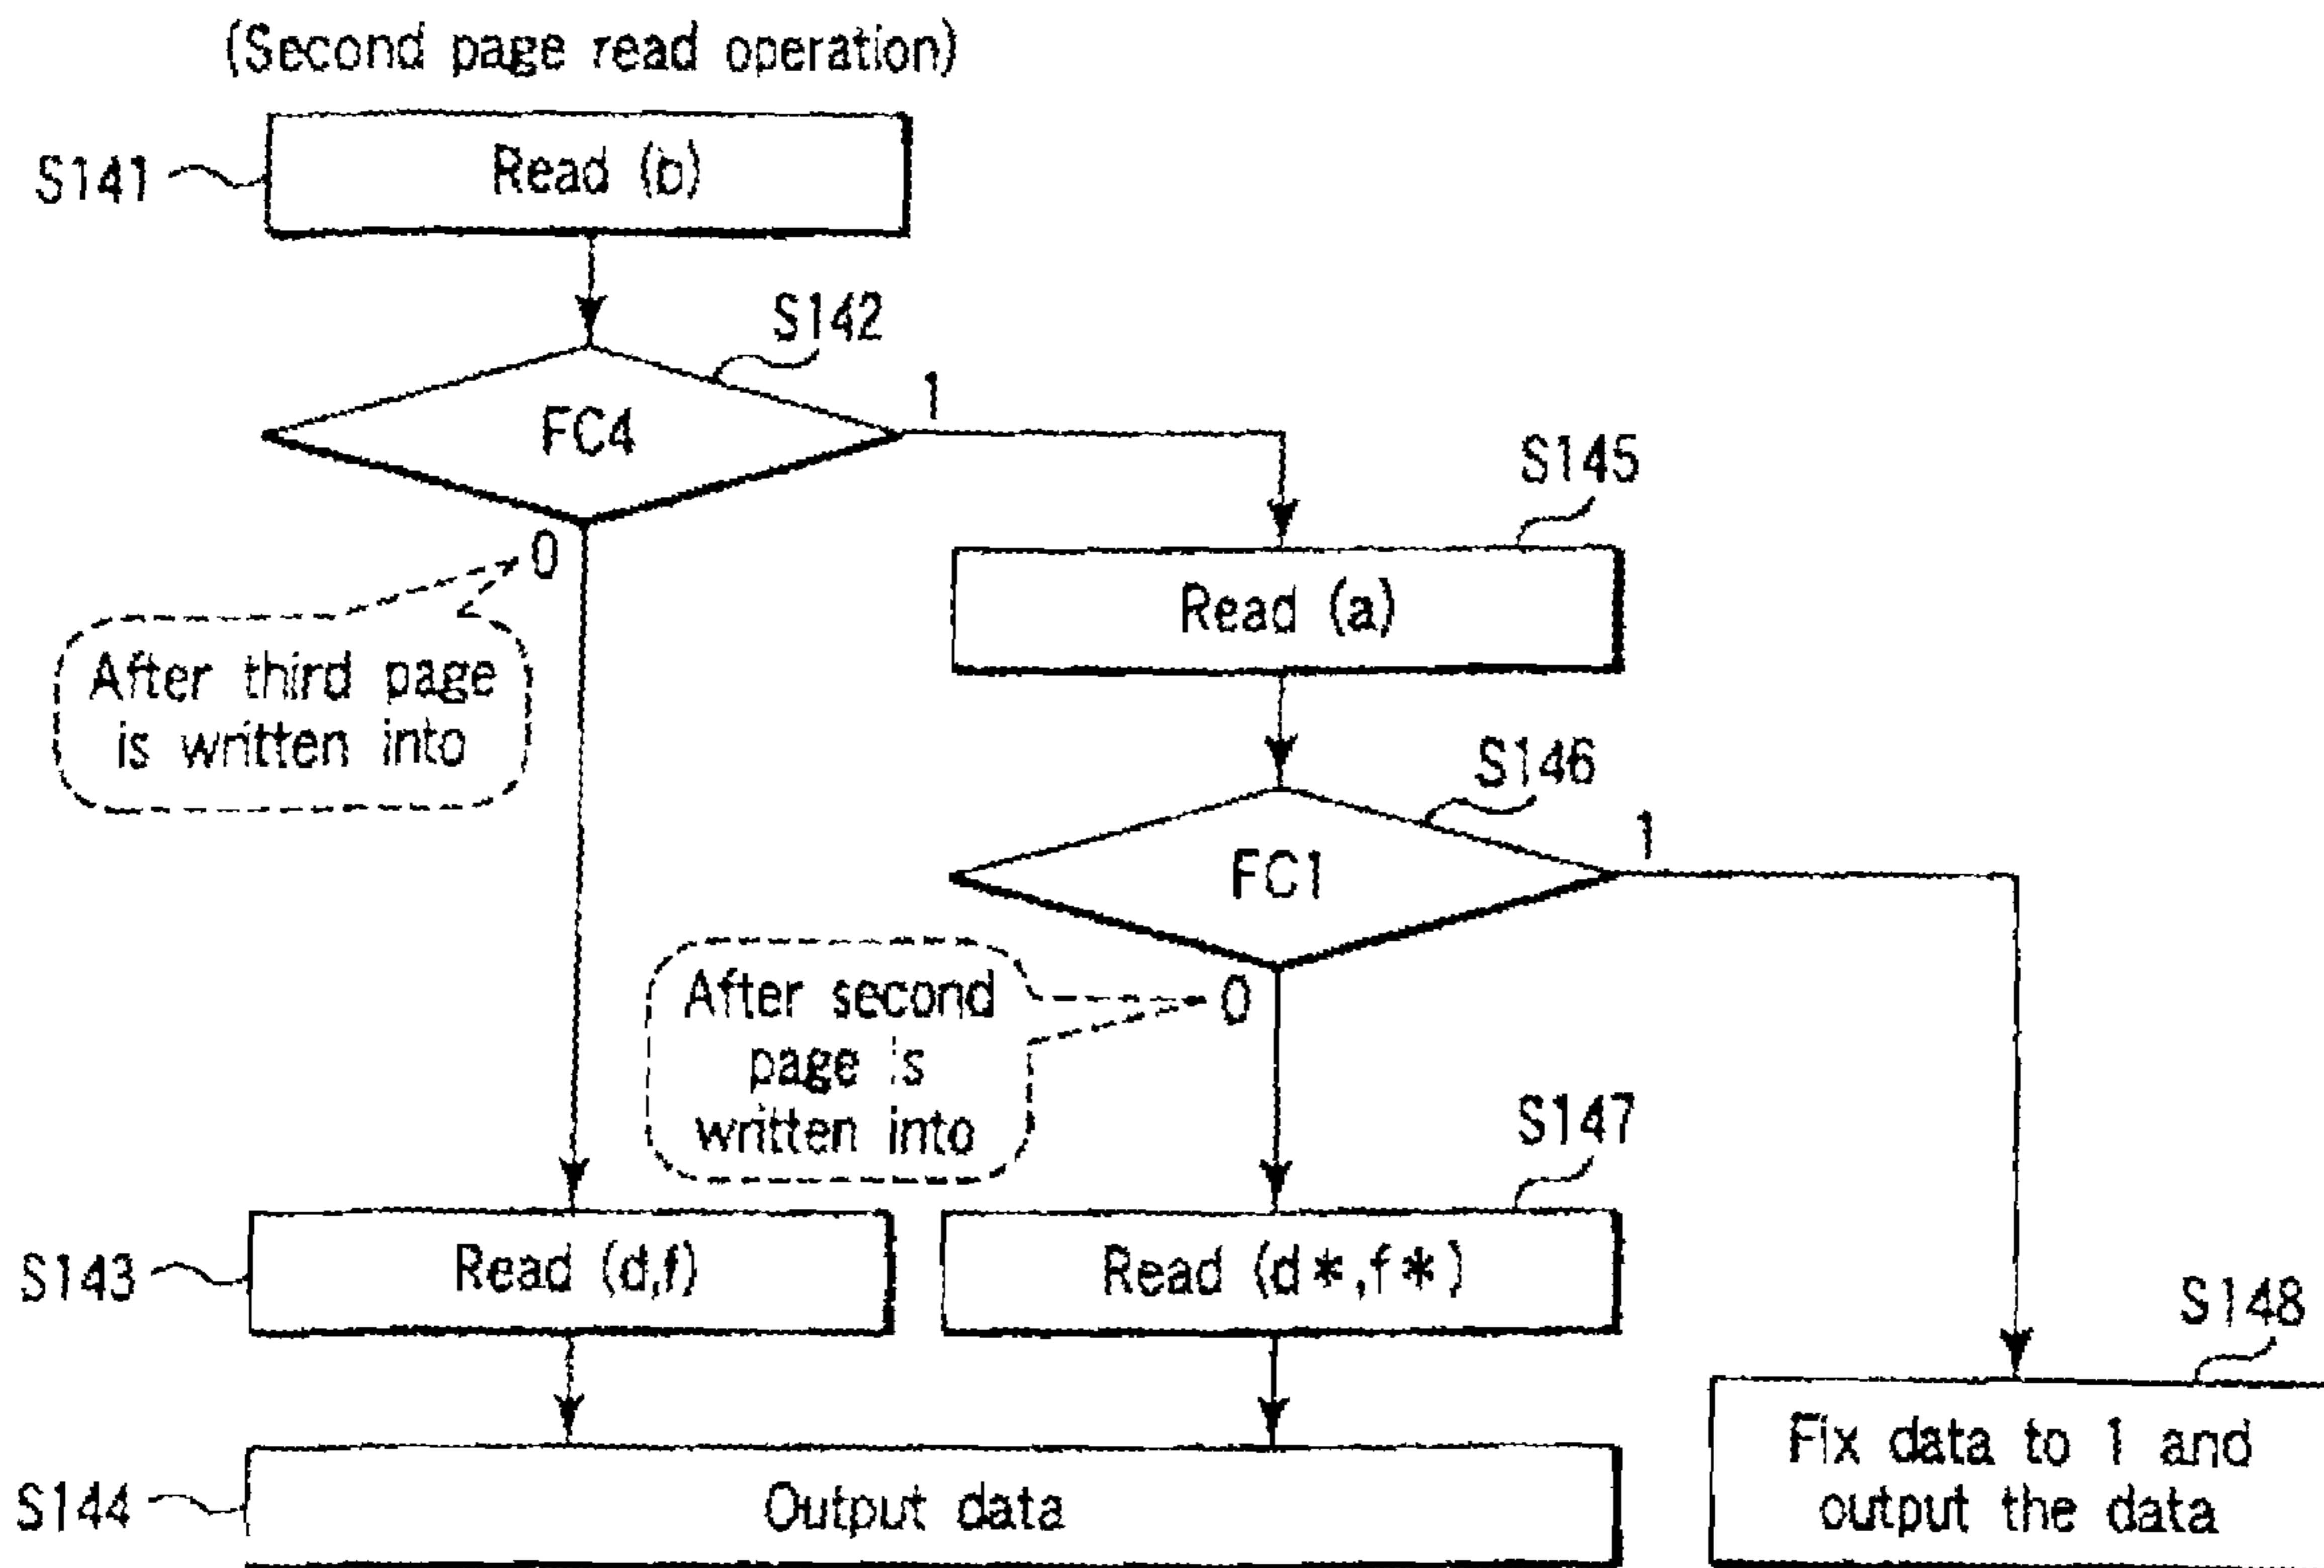 (Second page read operation)
S141
Read (b)
S142
FC4
1
0
After third page
is written into
S145
Read (a)
S146
FC1
1
0
After second
page is
written into
S143
Read (d,f)
S147
Read (d*,f*)
S148
Fix data to 1 and
output the data
S144
Output data